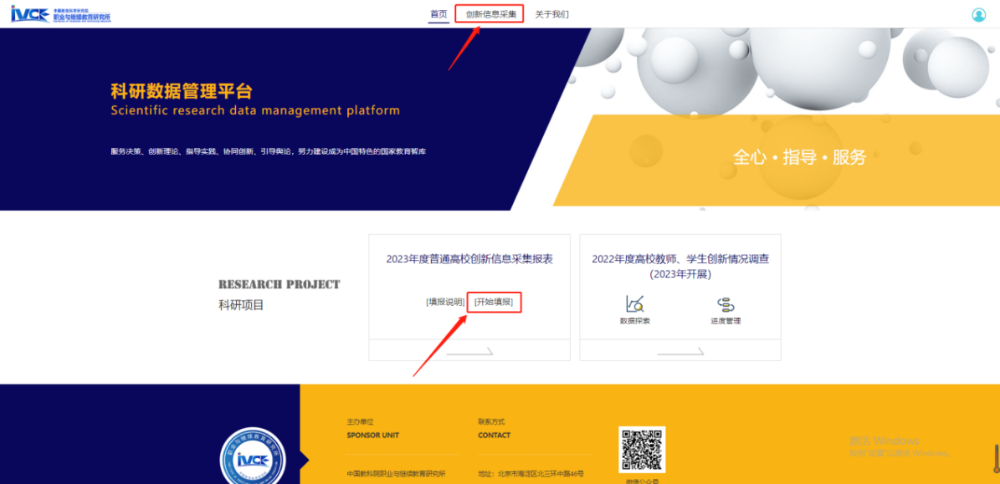 IVCE 中国教育科学研究院
职业与继续教育研究所
首页 创新信息采集 关于我们
科研数据管理平台
Scientific research data management platform
服务决策、创新理论、指导实践、协同创新、引导舆论，努力建设成为中国特色的国家教育智库
全心·指导·服务
RESEARCH PROJECT
科研项目
2023年度普通高校创新信息采集报表
[填报说明] [开始填报]
2022年度高校教师、学生创新情况调查
(2023年开展)
数据探索 进度管理
职业与继续教育研究所
IVCE
主办单位 联系方式
SPONSOR UNIT CONTACT
中国教科院职业与继续教育研究所 地址：北京市海淀区北三环中路46号
微信公众号
激活 Windows
转到"设置"以激活 Windows。